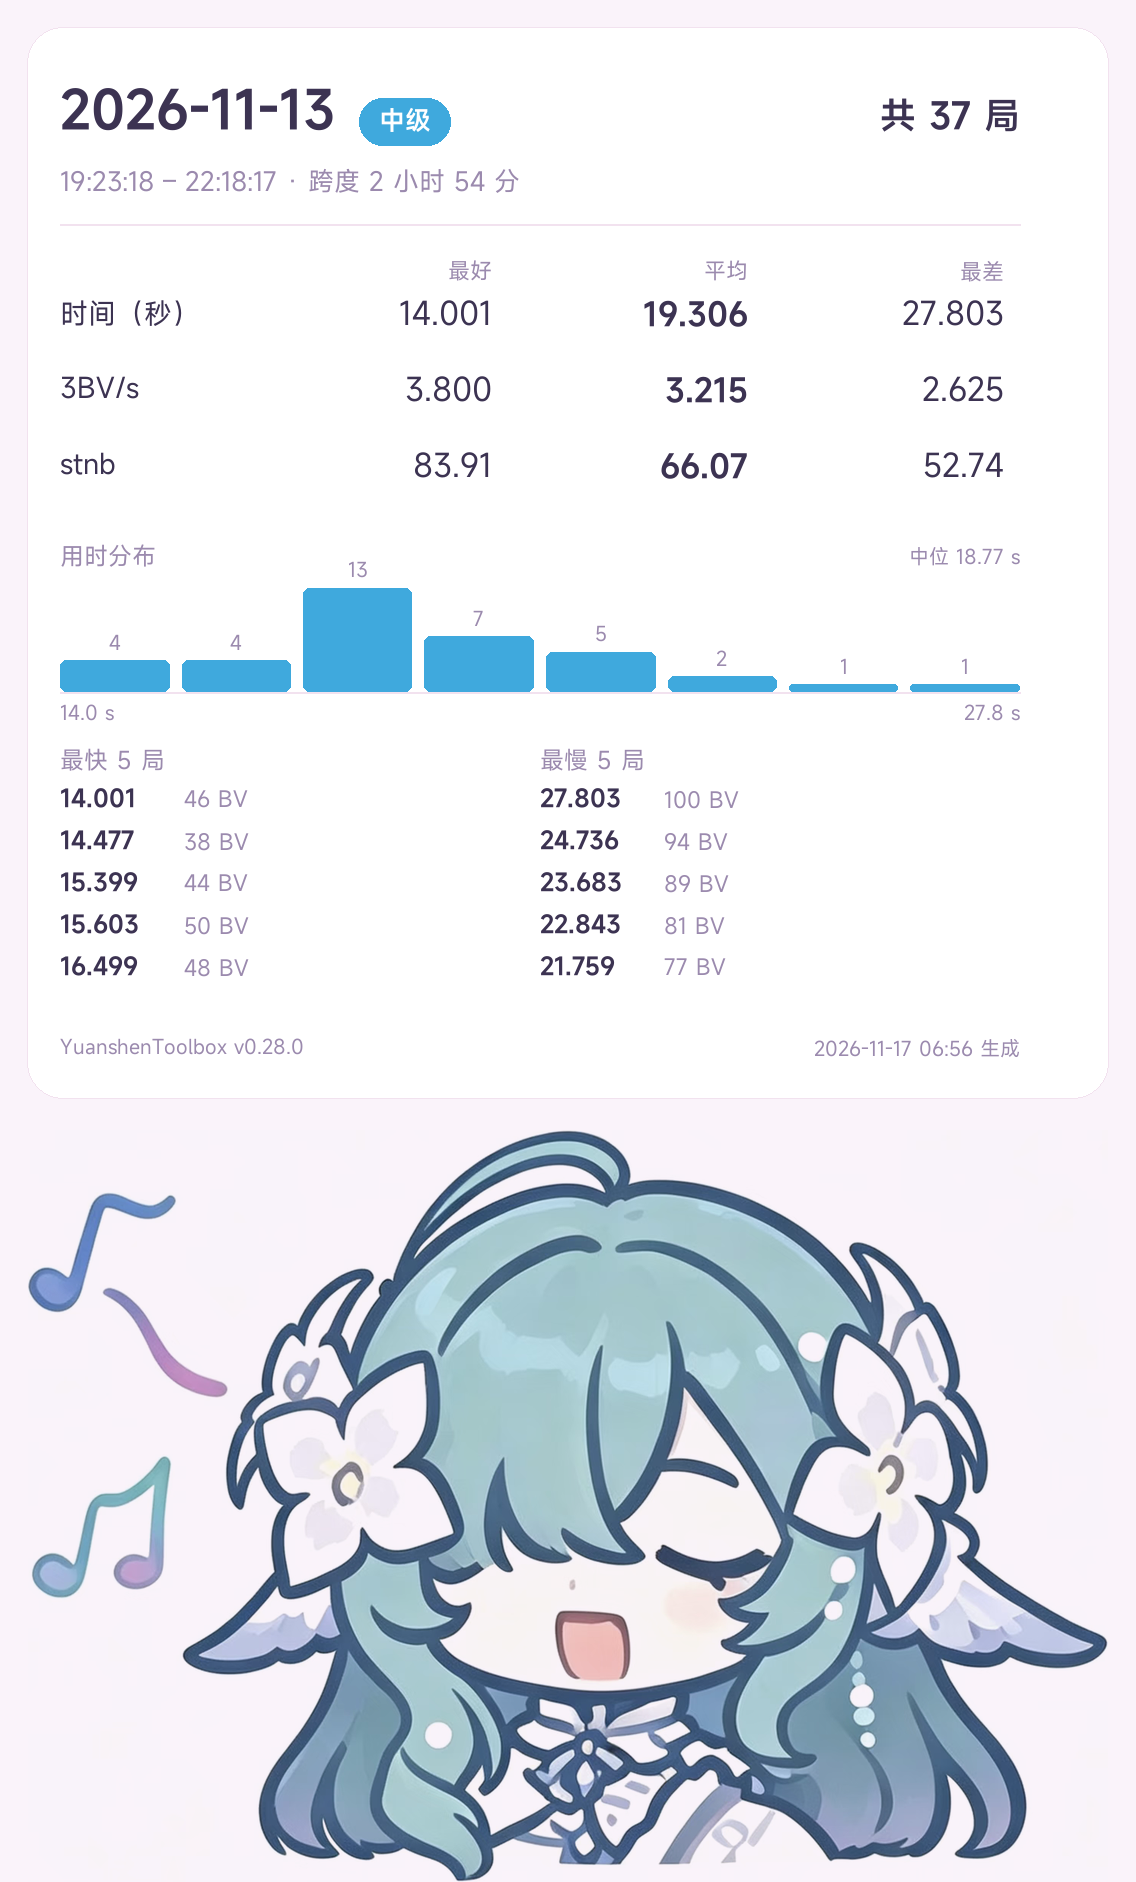 2026-11-13 中级 共 37 局
19:23:18 – 22:18:17 · 跨度 2 小时 54 分
最好 平均 最差
时间（秒） 14.001 19.306 27.803
3BV/s 3.800 3.215 2.625
stnb 83.91 66.07 52.74
用时分布 中位 18.77 s
4 4 13 7 5 2 1 1
14.0 s 27.8 s
最快 5 局 最慢 5 局
14.001 46 BV 27.803 100 BV
14.477 38 BV 24.736 94 BV
15.399 44 BV 23.683 89 BV
15.603 50 BV 22.843 81 BV
16.499 48 BV 21.759 77 BV
YuanshenToolbox v0.28.0 2026-11-17 06:56 生成